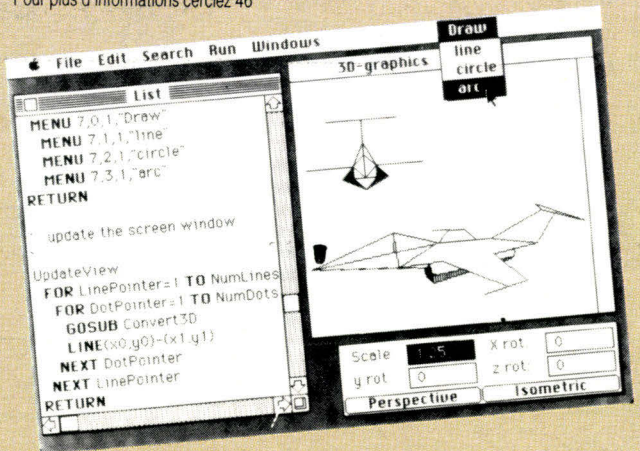 Pour plus d'informations cerclez 46
File Edit Search Run Windows
Draw
line
circle
arc
3D-graphics
List
MENU 7,0,1,"Draw"
MENU 7,1,1,"line"
MENU 7,2,1,"circle"
MENU 7,3,1,"arc"
RETURN
update the screen window
UpdateView
FOR LinePointer=1 TO NumLines
FOR DotPointer=1 TO NumDots
GOSUB Convert3D
LINE(x0,y0)-(x1,y1)
NEXT DotPointer
NEXT LinePointer
RETURN
Scale 1.5 X rot. 0
y rot 0 z rot: 0
Perspective Isometric